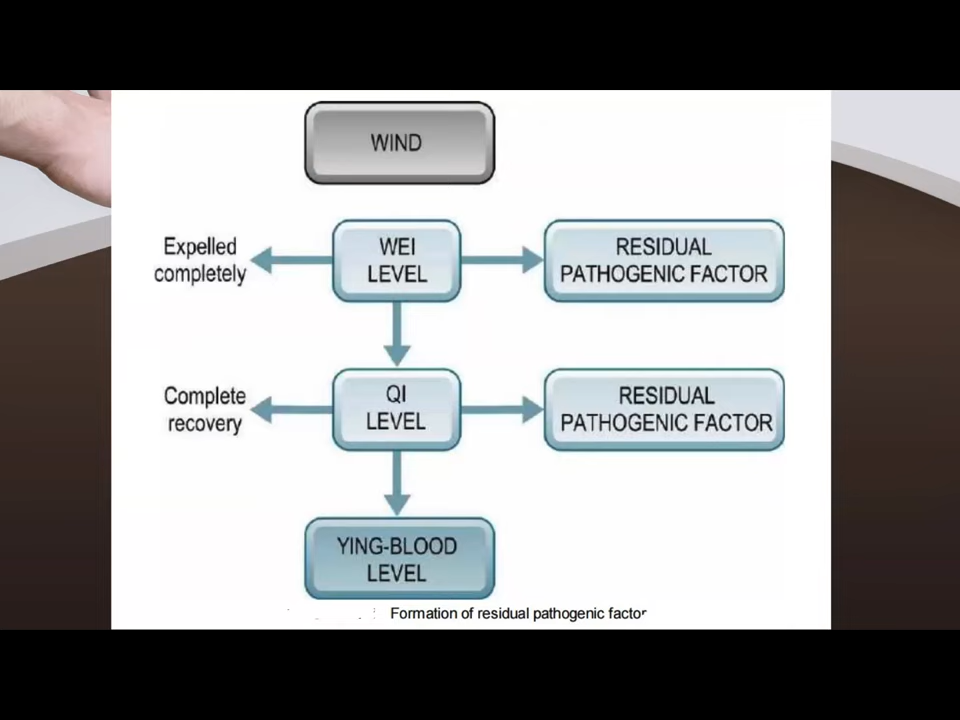 WIND
Expelled
completely
WEI
LEVEL
RESIDUAL
PATHOGENIC FACTOR
Complete
recovery
QI
LEVEL
RESIDUAL
PATHOGENIC FACTOR
YING-BLOOD
LEVEL
Formation of residual pathogenic factor